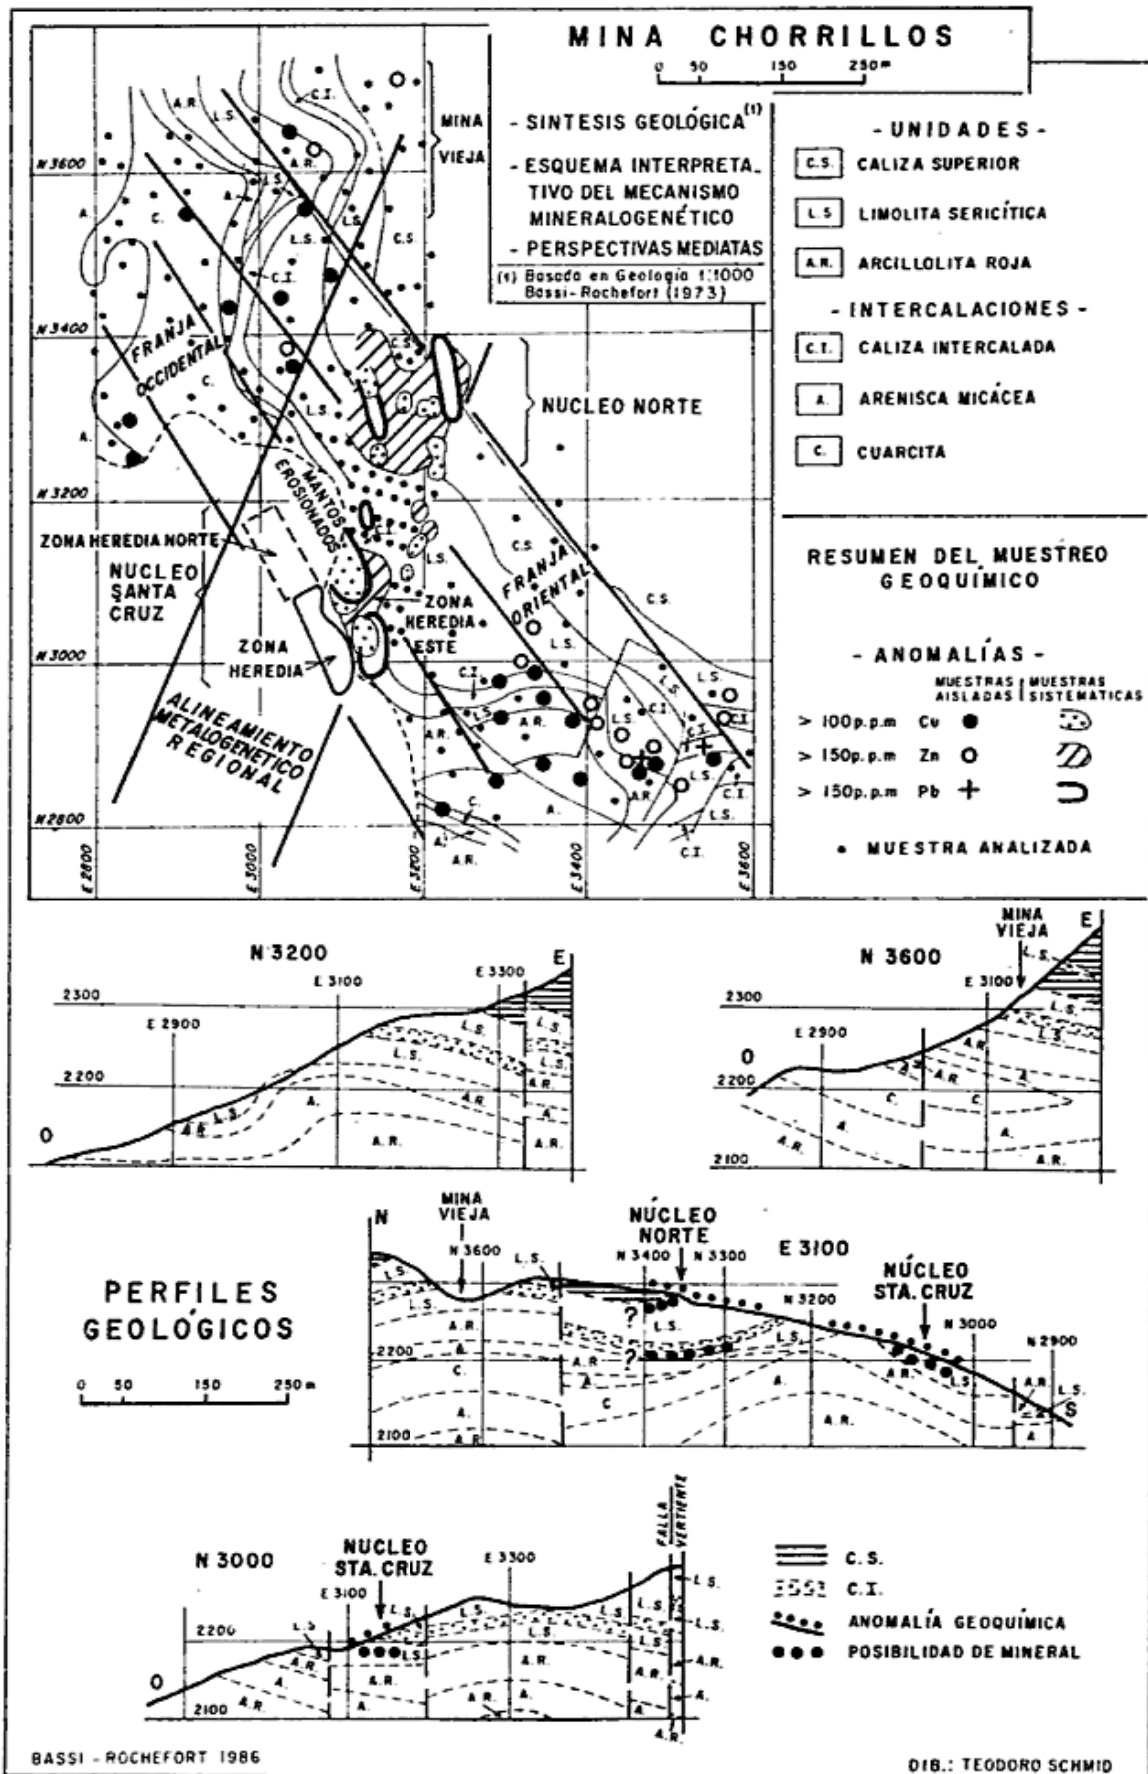 MINA CHORRILLOS
0 50 150 250 m
- SINTESIS GEOLÓGICA (1)
- ESQUEMA INTERPRETA_
TIVO DEL MECANISMO
MINERALOGENÉTICO
- PERSPECTIVAS MEDIATAS
(1) Basada en Geología 1:1000
Bassi-Rochefort (1973)
- UNIDADES -
C.S. CALIZA SUPERIOR
L.S LIMOLITA SERICÍTICA
A.R. ARCILLOLITA ROJA
- INTERCALACIONES -
C.I. CALIZA INTERCALADA
A. ARENISCA MICÁCEA
C. CUARCITA
RESUMEN DEL MUESTREO
GEOQUÍMICO
- ANOMALÍAS -
MUESTRAS AISLADAS
MUESTRAS SISTEMATICAS
> 100p.p.m Cu
> 150p.p.m Zn
> 150p.p.m Pb
• MUESTRA ANALIZADA
MINA
VIEJA
N 3600
N 3400
N 3200
N 3000
N 2800
E 2800
E 3000
E 3200
E 3400
E 3600
A.R.
L.S.
C.I.
A.R.
L.S.
A.
A.
C.
L.S.
L.S.
C.S.
C.I.
FRANJA
OCCIDENTAL
C.
C.S.
A.
L.S.
NUCLEO NORTE
MANTOS
EROSIONADOS
ZONA HEREDIA NORTE
NUCLEO
SANTA
CRUZ
C.I.
L.S.
C.S.
FRANJA
ORIENTAL
C.S.
ZONA
HEREDIA
ESTE
ZONA
HEREDIA
L.S.
ALINEAMIENTO
METALOGENETICO
REGIONAL
C.I.
L.S.
A.R.
A.R.
L.S.
C.I.
L.S.
L.S.
C.I.
C.I.
L.S.
A.R.
C.I.
L.S.
C.I.
C.
A.
A.
A.R.
N 3200
E
E 3300
E 3100
E 2900
2300
2200
O
L.S.
L.S.
L.S.
L.S.
L.S.
A.R.
A.R.
A.R.
A.
A.
A.R.
A.R.
N 3600
MINA
VIEJA
E
E 3100
E 2900
2300
2200
2100
O
L.S.
L.S.
A.R.
A.
A.R.
A.
C.
C.
A.
A.
A.R.
A.R.
PERFILES
GEOLÓGICOS
0 50 150 250 m
N
MINA
VIEJA
N 3600
L.S.
NÚCLEO
NORTE
N 3400
N 3300
E 3100
NÚCLEO
STA. CRUZ
N 3200
N 3000
N 2900
S
2200
2100
L.S.
L.S.
A.R.
A.
C.
A.
A.R.
?
L.S.
?
A.R.
A.
C
A.
A.R.
L.S.
A.R.
L.S.
A.R.
L.S.
A.
N 3000
NUCLEO
STA. CRUZ
E 3100
E 3300
FALLA
VERTIENTE
2200
2100
O
L.S
A.R.
A.R.
A.
L.S.
L.S.
A.R.
L.S.
L.S.
A.R.
A.
A.R.
L.S.
L.S.
L.S.
L.S.
A.R.
A.
A.R.
A.
A.R.
C.S.
C.I.
ANOMALÍA GEOQUÍMICA
POSIBILIDAD DE MINERAL
BASSI - ROCHEFORT 1986
DIB.: TEODORO SCHMID